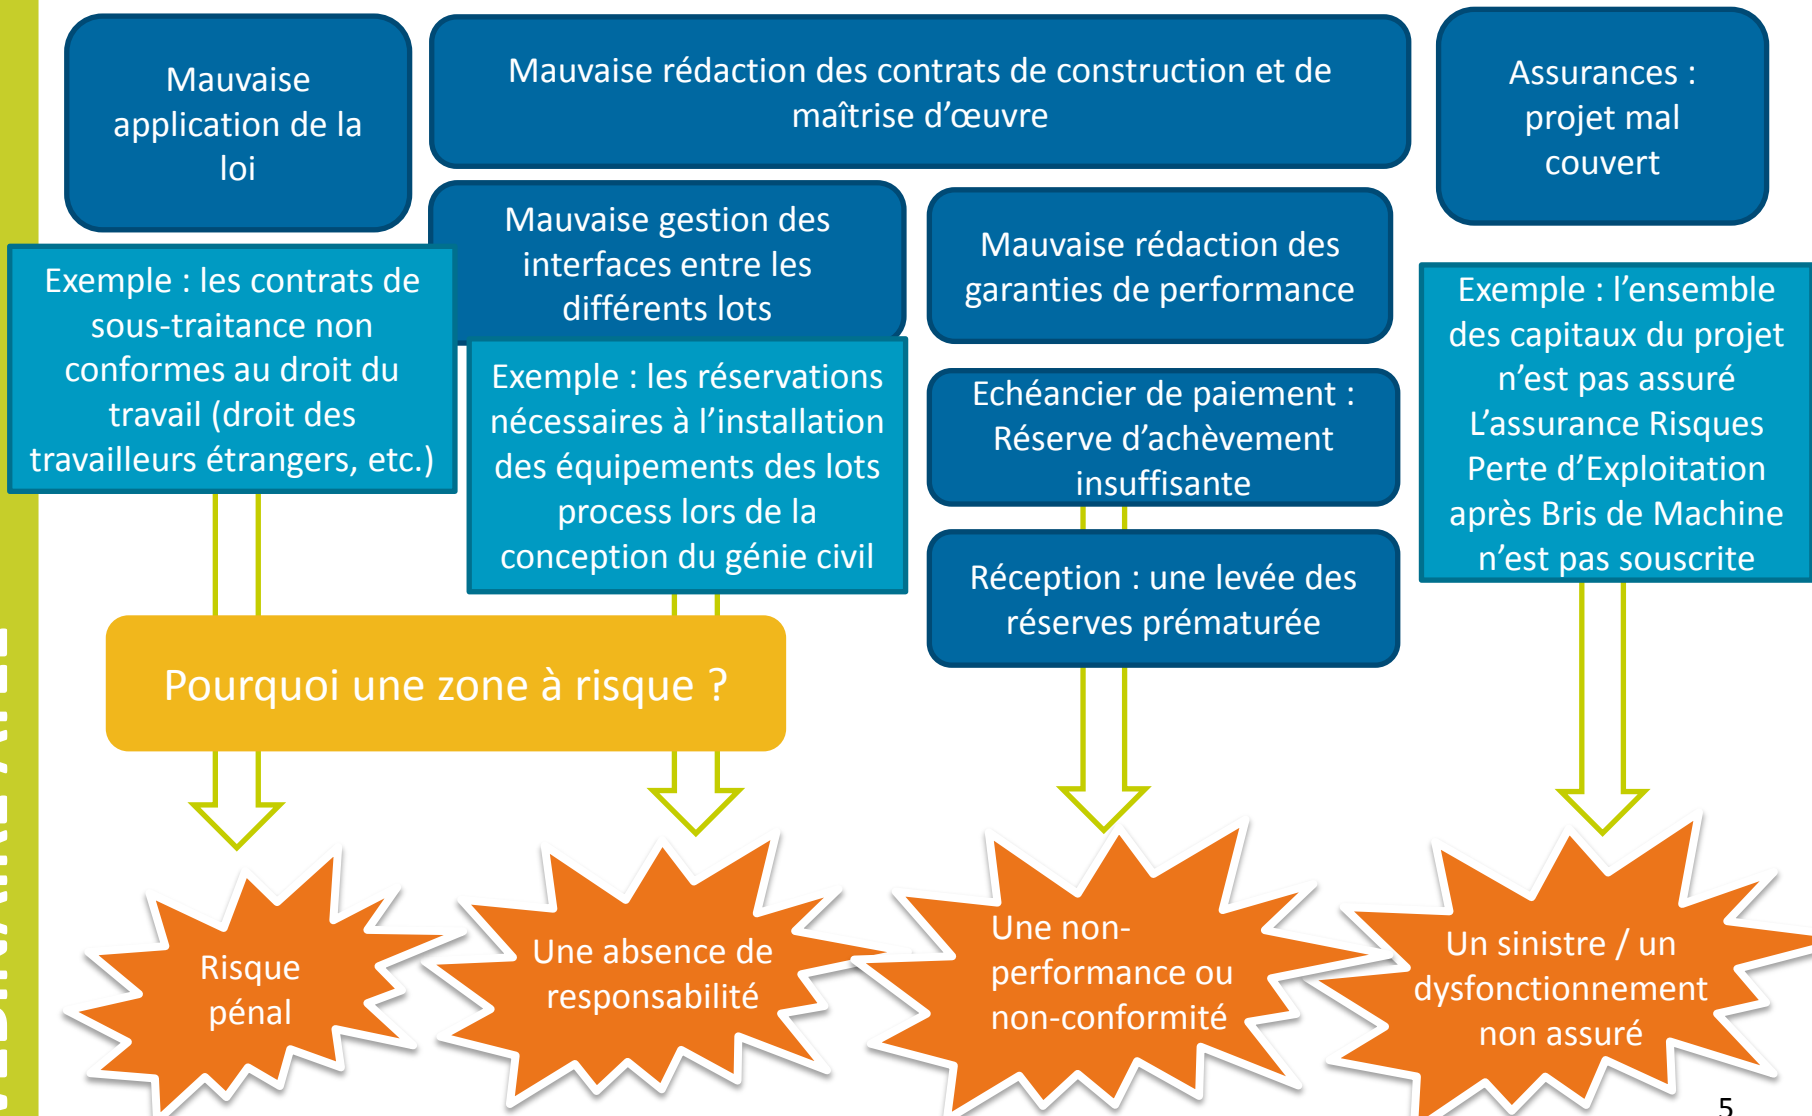 Mauvaise
application de la
loi
Mauvaise rédaction des contrats de construction et de
maîtrise d’œuvre
Assurances :
projet mal
couvert
Mauvaise gestion des
interfaces entre les
différents lots
Mauvaise rédaction des
garanties de performance
Exemple : les contrats de
sous-traitance non
conformes au droit du
travail (droit des
travailleurs étrangers, etc.)
Exemple : les réservations
nécessaires à l’installation
des équipements des lots
process lors de la
conception du génie civil
Echéancier de paiement :
Réserve d’achèvement
insuffisante
Réception : une levée des
réserves prématurée
Exemple : l’ensemble
des capitaux du projet
n’est pas assuré
L’assurance Risques
Perte d’Exploitation
après Bris de Machine
n’est pas souscrite
Pourquoi une zone à risque ?
Risque
pénal
Une absence de
responsabilité
Une non-
performance ou
non-conformité
Un sinistre / un
dysfonctionnement
non assuré
5